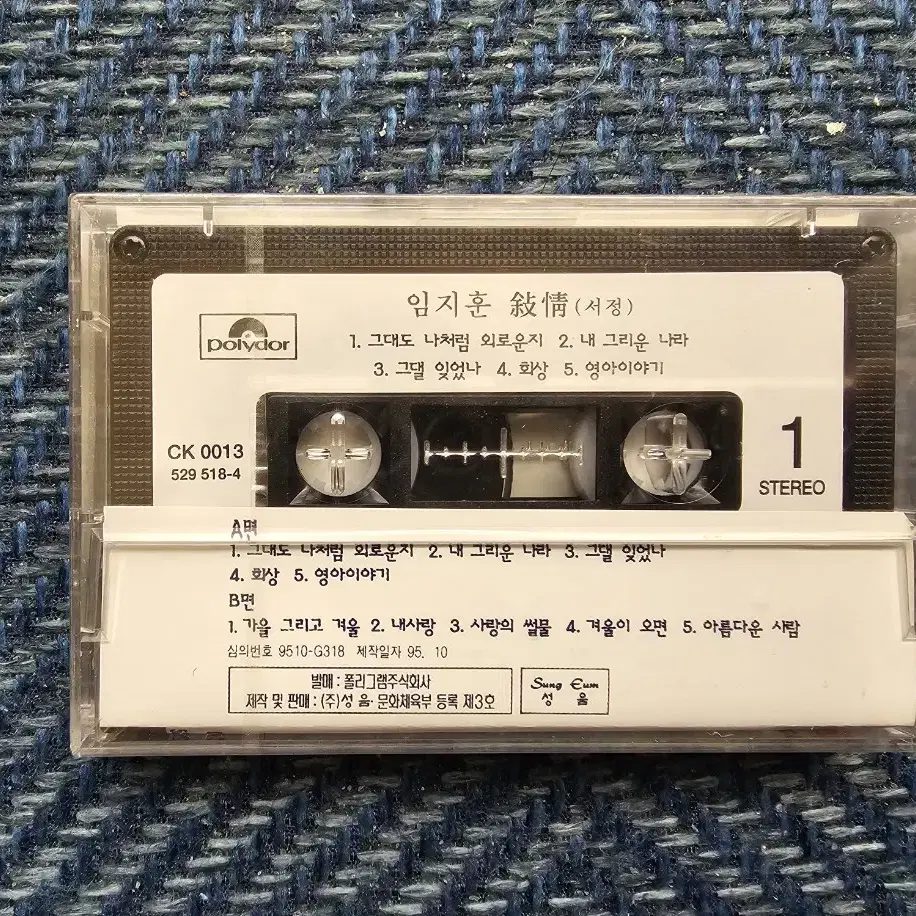 임지훈 敍情(서정)
polydor
1. 그대도 나처럼 외로운지 2. 내 그리운 나라
3. 그댈 잊었나 4. 회상 5. 영아이야기
CK 0013
529 518-4
1
STEREO
A면
1. 그대도 나처럼 외로운지 2. 내 그리운 나라 3. 그댈 잊었나
4. 회상 5. 영아이야기
B면
1. 가을 그리고 겨울 2. 내사랑 3. 사랑의 썰물 4. 겨울이 오면 5. 아름다운 사람
심의번호 9510-G318 제작일자 95. 10
발매 : 폴리그램주식회사
제작 및 판매 : (주)성 음· 문화체육부 등록 제3호
Sung Eum
성 음